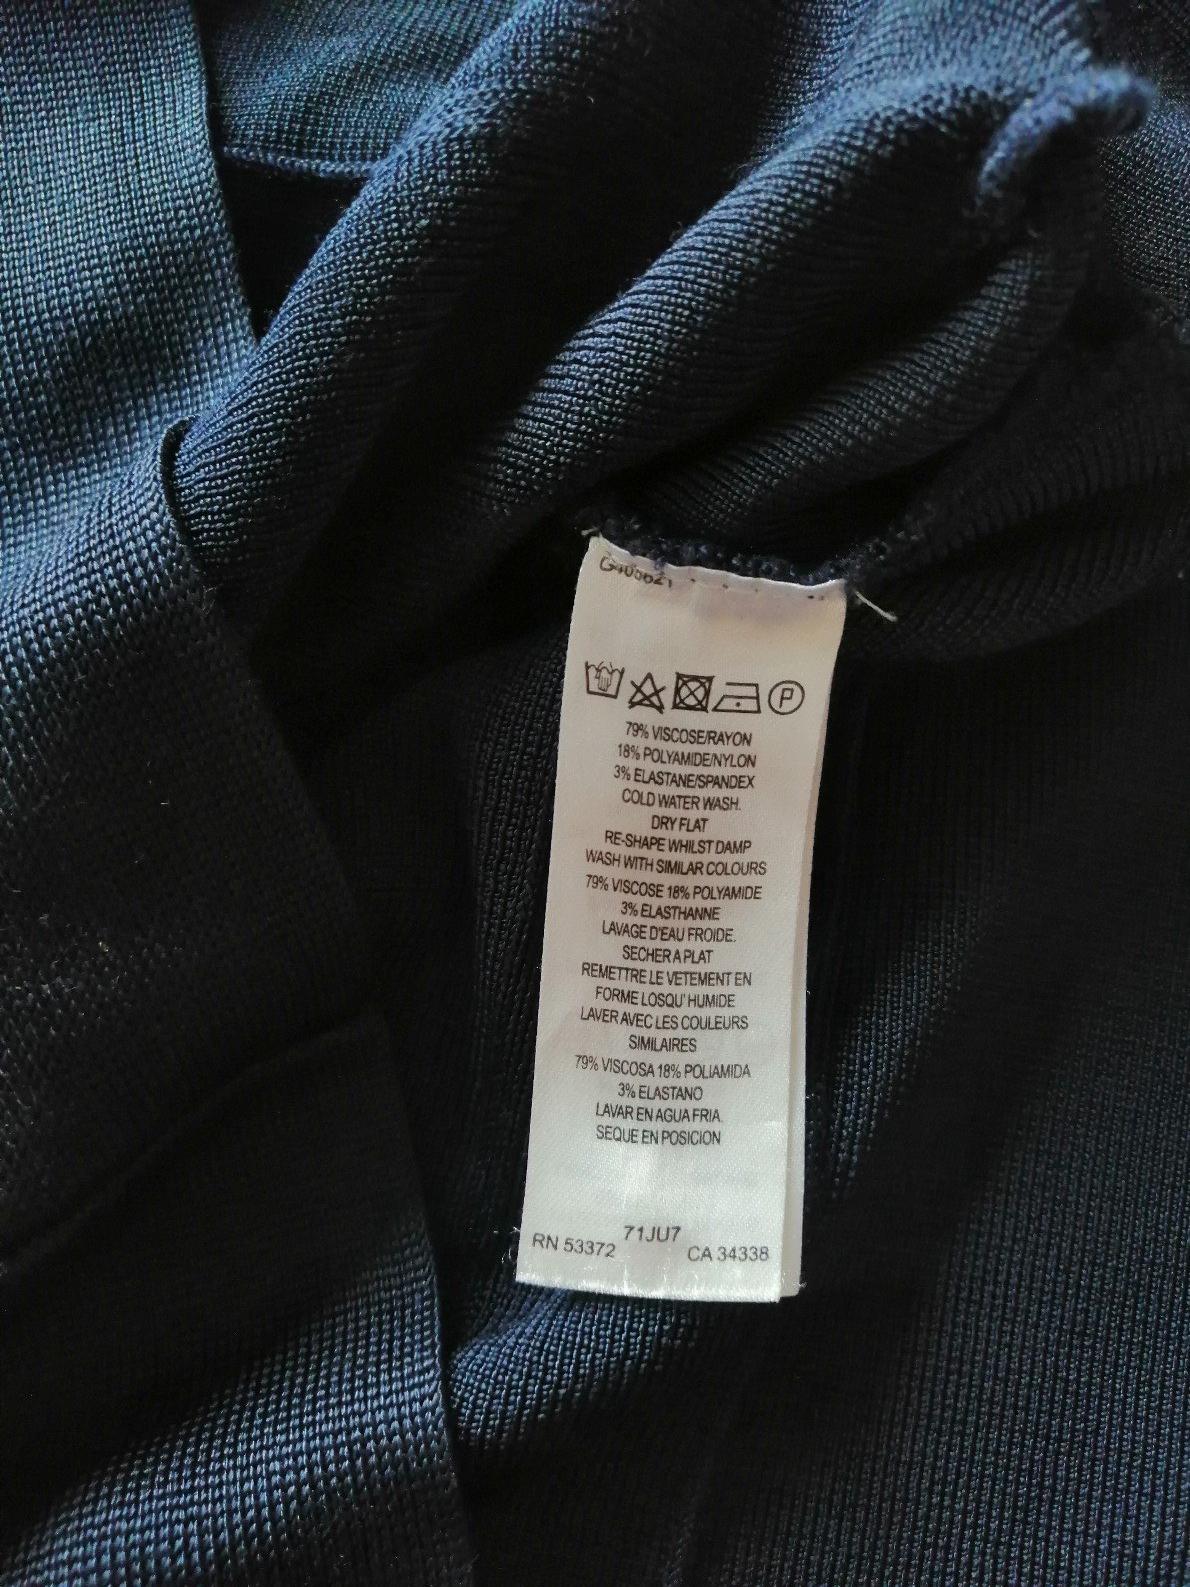 P
79% VISCOSE/RAYON
18% POLYAMIDE/NYLON
3% ELASTANE/SPANDEX
COLD WATER WASH.
DRY FLAT
RE-SHAPE WHILST DAMP
WASH WITH SIMILAR COLOURS
79% VISCOSE 18% POLYAMIDE
3% ELASTHANNE
LAVAGE D'EAU FROIDE.
SECHER A PLAT
REMETTRE LE VETEMENT EN
FORME LOSQU' HUMIDE
LAVER AVEC LES COULEURS
SIMILAIRES
79% VISCOSA 18% POLIAMIDA
3% ELASTANO
LAVAR EN AGUA FRIA.
SEQUE EN POSICION
71JU7
RN 53372 CA 34338